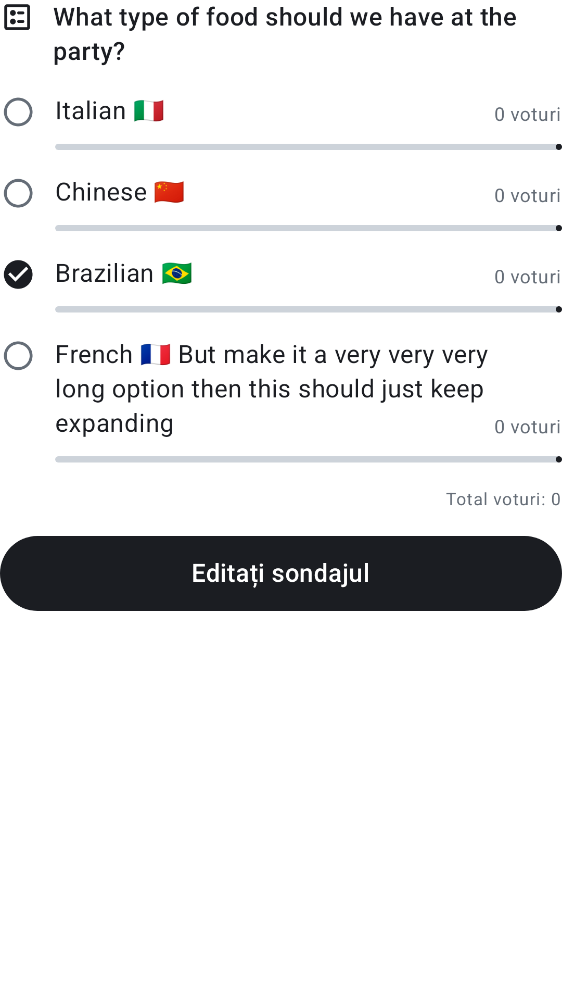 What type of food should we have at the
party?
Italian 🇮🇹
0 voturi
Chinese 🇨🇳
0 voturi
Brazilian 🇧🇷
0 voturi
French 🇫🇷 But make it a very very very
long option then this should just keep
expanding
0 voturi
Total voturi: 0
Editați sondajul